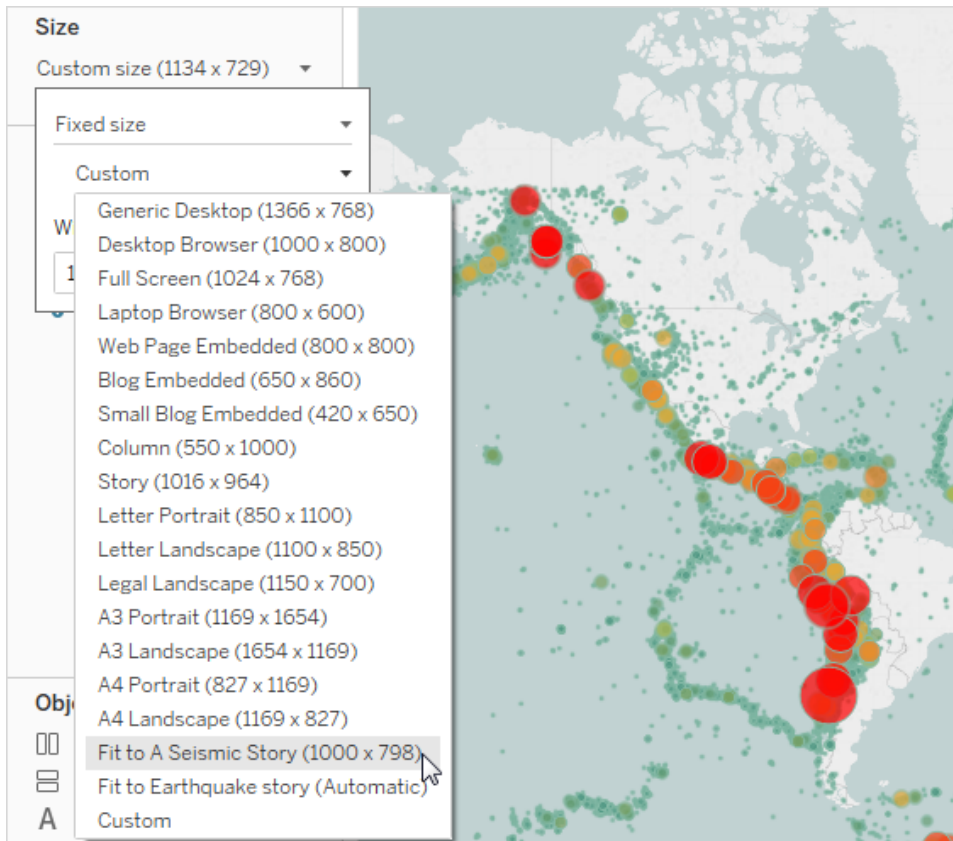 Size
Custom size (1134 x 729)
Fixed size
Custom
Generic Desktop (1366 x 768)
Desktop Browser (1000 x 800)
Full Screen (1024 x 768)
Laptop Browser (800 x 600)
Web Page Embedded (800 x 800)
Blog Embedded (650 x 860)
Small Blog Embedded (420 x 650)
Column (550 x 1000)
Story (1016 x 964)
Letter Portrait (850 x 1100)
Letter Landscape (1100 x 850)
Legal Landscape (1150 x 700)
A3 Portrait (1169 x 1654)
A3 Landscape (1654 x 1169)
A4 Portrait (827 x 1169)
A4 Landscape (1169 x 827)
Fit to A Seismic Story (1000 x 798)
Fit to Earthquake story (Automatic)
Custom
A